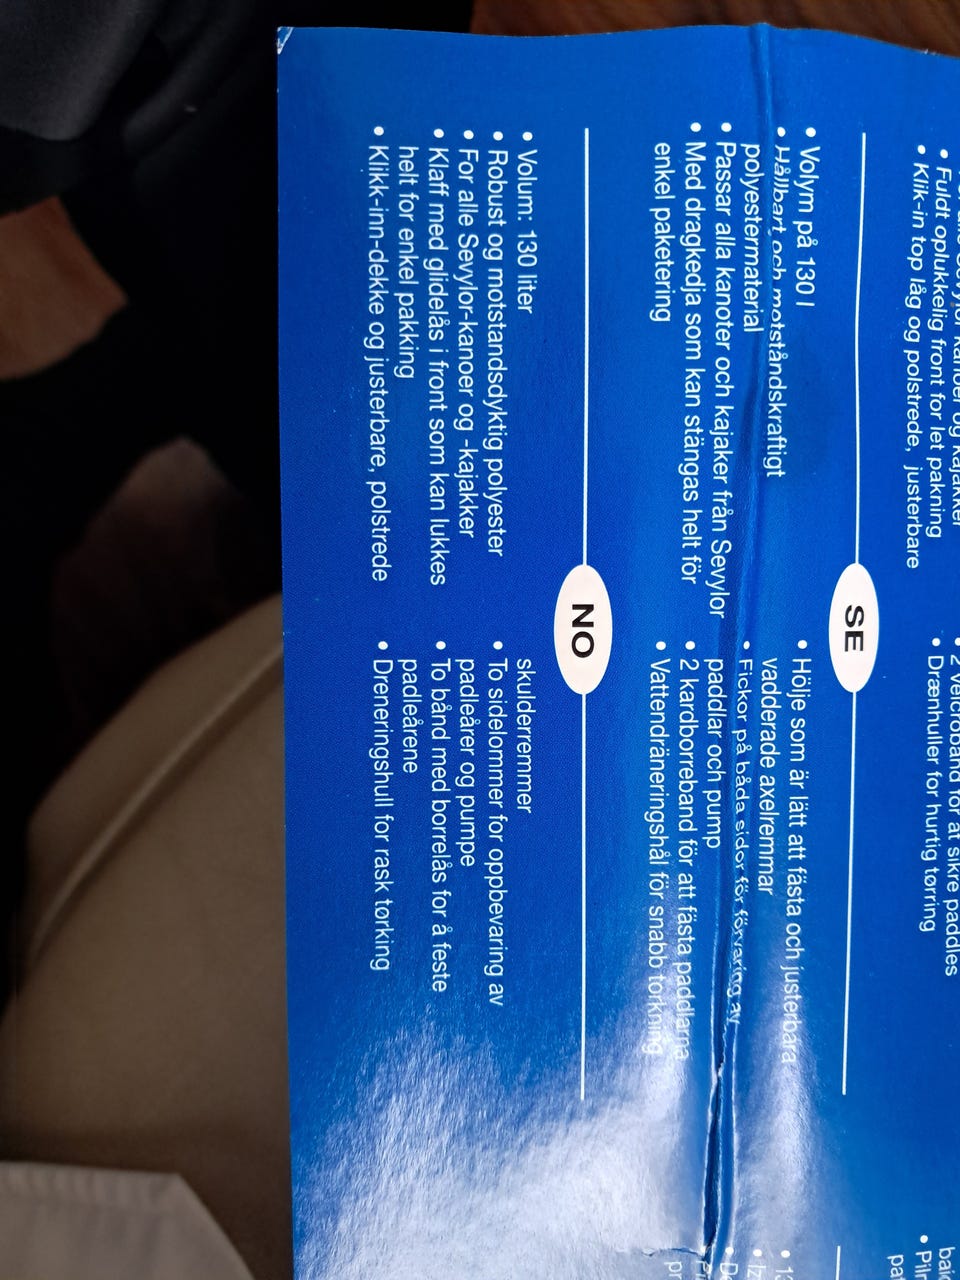 • Fuldt oplukkelig front for let pakning
• Klik-in top låg og polstrede, justerbare
• 2 velcrobånd for at sikre paddles
• Drænhuller for hurtig tørring
SE
• Volym på 130 l
• Hållbart och motståndskraftigt
polyestermaterial
• Passar alla kanoter och kajaker från Sevylor
• Med dragkedja som kan stängas helt för
enkel paketering
• Hölje som är lätt att fästa och justerbara
vadderade axelremmar
• Fickor på båda sidor för förvaring av
paddlar och pump
• 2 kardborreband för att fästa paddlarna
• Vattendräneringshål för snabb torkning
NO
• Volum: 130 liter
• Robust og motstandsdyktig polyester
• For alle Sevylor-kanoer og -kajakker
• Klaff med glidelås i front som kan lukkes
helt for enkel pakking
• Klikk-inn-dekke og justerbare, polstrede
skulderremmer
• To sidelommer for oppbevaring av
padleårer og pumpe
• To bånd med borrelås for å feste
padleårene
• Dreneringshull for rask tørking